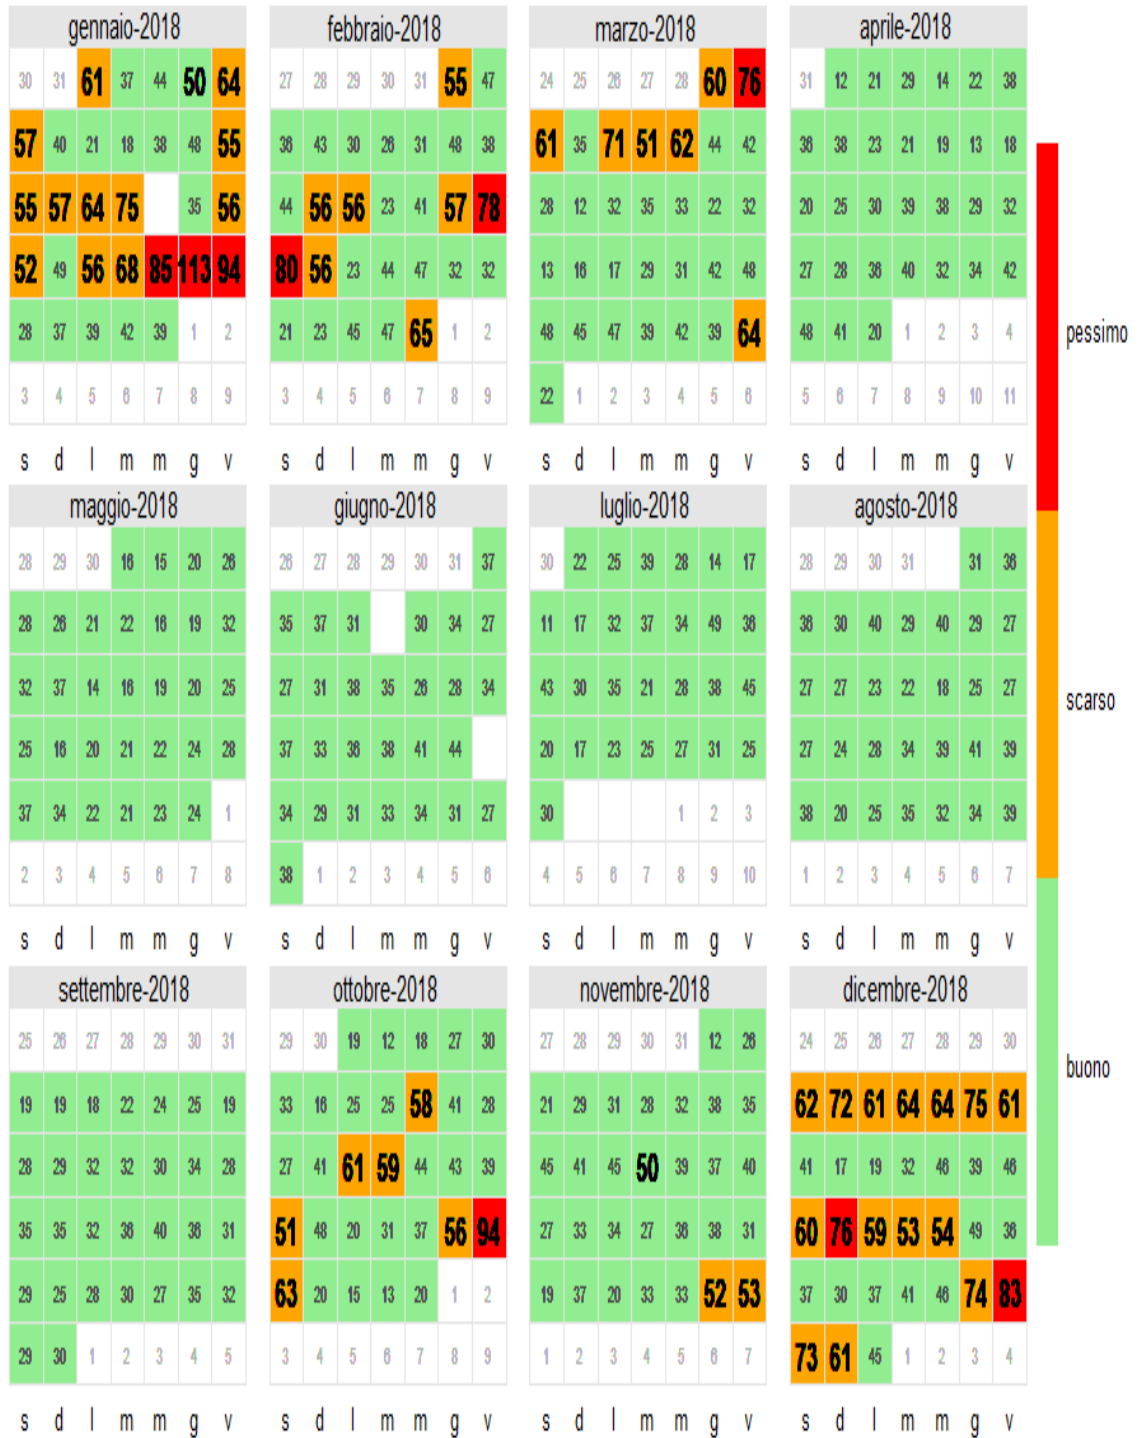 gennaio-2018 febbraio-2018 marzo-2018 aprile-2018
30 31 61 37 44 50 64 27 28 29 30 31 55 47 24 25 26 27 28 60 76 31 12 21 29 14 22 38
57 40 21 18 38 48 55 36 43 30 26 31 48 38 61 35 71 51 62 44 42 36 38 23 21 19 13 18
55 57 64 75 35 56 44 56 56 23 41 57 78 28 12 32 35 33 22 32 20 25 30 39 38 29 32
52 49 56 68 85 113 94 80 56 23 44 47 32 32 13 16 17 29 31 42 48 27 28 36 40 32 34 42
28 37 39 42 39 1 2 21 23 45 47 65 1 2 48 45 47 39 42 39 64 48 41 20 1 2 3 4
pessimo
3 4 5 6 7 8 9 3 4 5 6 7 8 9 22 1 2 3 4 5 6 5 6 7 8 9 10 11
s d l m m g v s d l m m g v s d l m m g v s d l m m g v
maggio-2018 giugno-2018 luglio-2018 agosto-2018
28 29 30 16 15 20 26 26 27 28 29 30 31 37 30 22 25 39 28 14 17 28 29 30 31 31 36
28 26 21 22 16 19 32 35 37 31 30 34 27 11 17 32 37 34 49 36 36 30 40 29 40 29 27
32 37 14 16 19 20 25 27 31 38 35 26 28 34 43 30 35 21 28 38 45 27 27 23 22 18 25 27
scarso
25 16 20 21 22 24 28 37 33 36 38 41 44 20 17 23 25 27 31 25 27 24 28 34 39 41 39
37 34 22 21 23 24 1 34 29 31 33 34 31 27 30 1 2 3 38 20 25 35 32 34 39
2 3 4 5 6 7 8 38 1 2 3 4 5 6 4 5 6 7 8 9 10 1 2 3 4 5 6 7
s d l m m g v s d l m m g v s d l m m g v s d l m m g v
settembre-2018 ottobre-2018 novembre-2018 dicembre-2018
25 26 27 28 29 30 31 29 30 19 12 18 27 30 27 28 29 30 31 12 26 24 25 26 27 28 29 30
buono
19 19 18 22 24 25 19 33 16 25 25 58 41 28 21 29 31 28 32 38 35 62 72 61 64 64 75 61
28 29 32 32 30 34 28 27 41 61 59 44 43 39 45 41 45 50 39 37 40 41 17 19 32 46 39 46
35 35 32 36 40 36 31 51 48 20 31 37 56 94 27 33 34 27 36 38 31 60 76 59 53 54 49 36
29 25 28 30 27 35 32 63 20 15 13 20 1 2 19 37 20 33 33 52 53 37 30 37 41 46 74 83
29 30 1 2 3 4 5 3 4 5 6 7 8 9 1 2 3 4 5 6 7 73 61 45 1 2 3 4
s d l m m g v s d l m m g v s d l m m g v s d l m m g v